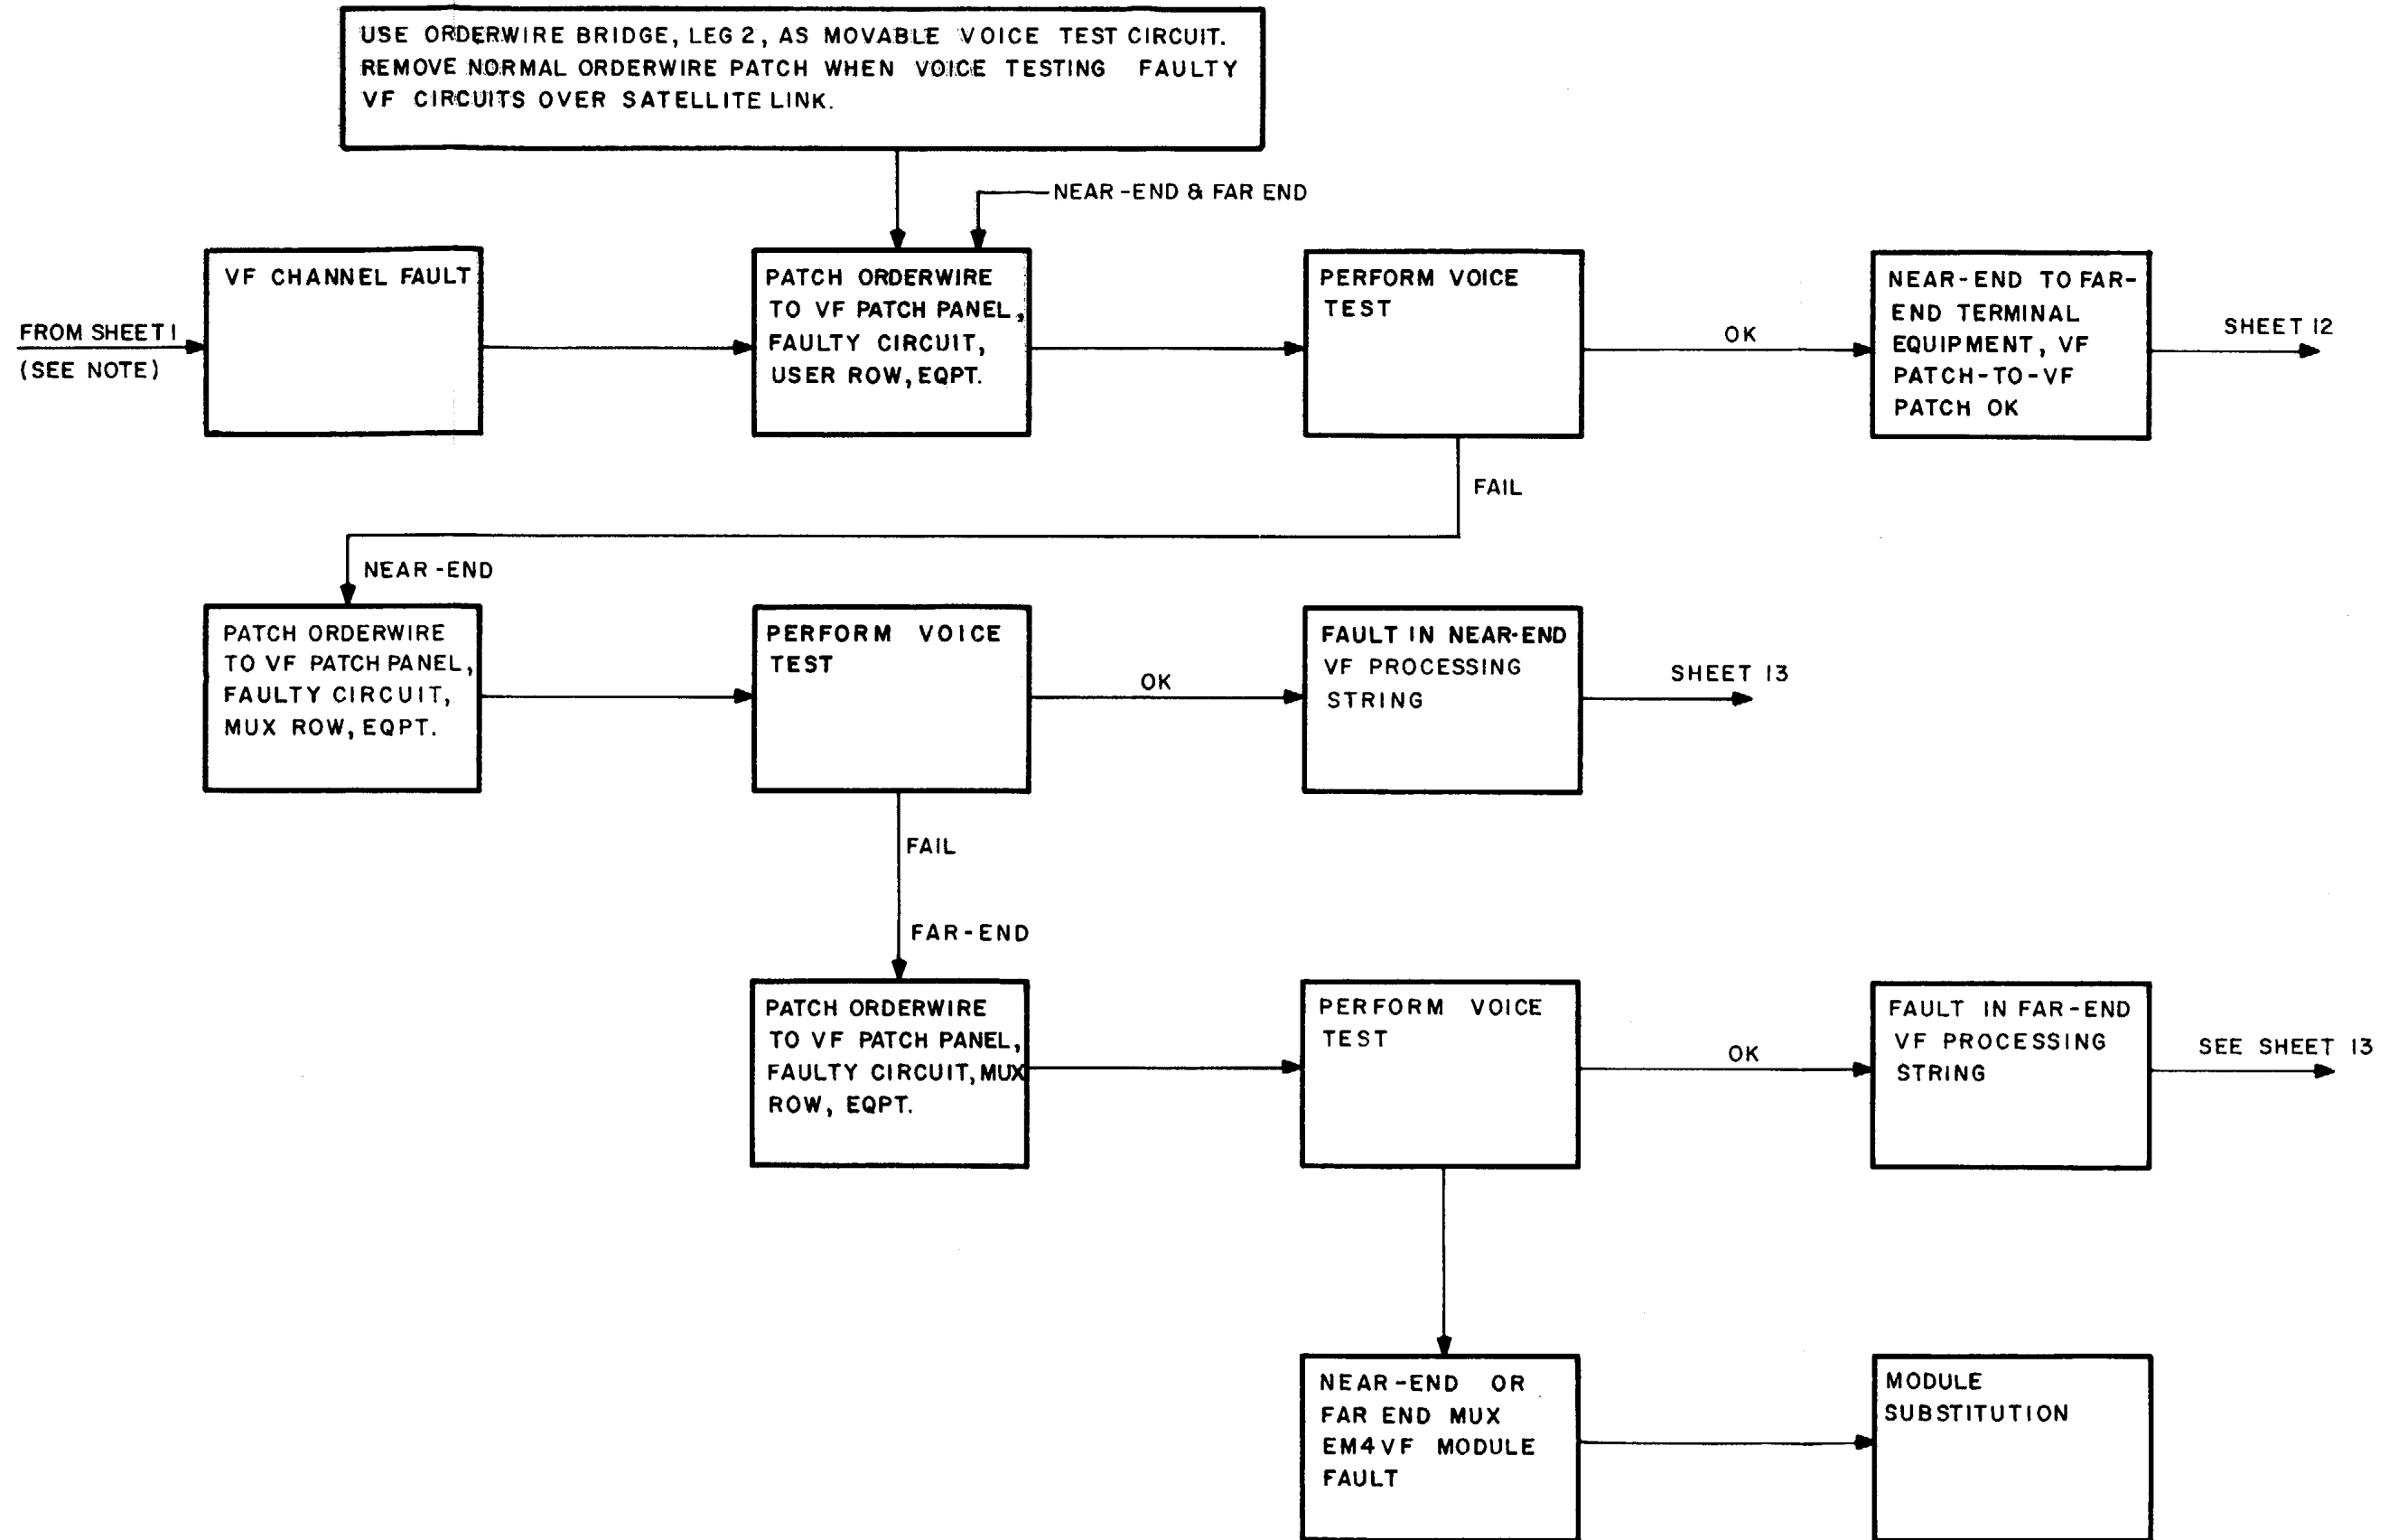 USE ORDERWIRE BRIDGE, LEG 2, AS MOVABLE VOICE TEST CIRCUIT.
REMOVE NORMAL ORDERWIRE PATCH WHEN VOICE TESTING FAULTY
VF CIRCUITS OVER SATELLITE LINK.
NEAR-END & FAR END
FROM SHEET 1
(SEE NOTE)
VF CHANNEL FAULT
PATCH ORDERWIRE
TO VF PATCH PANEL,
FAULTY CIRCUIT,
USER ROW, EQPT.
PERFORM VOICE
TEST
OK
NEAR-END TO FAR-
END TERMINAL
EQUIPMENT, VF
PATCH-TO-VF
PATCH OK
SHEET 12
FAIL
NEAR-END
PATCH ORDERWIRE
TO VF PATCH PANEL,
FAULTY CIRCUIT,
MUX ROW, EQPT.
PERFORM VOICE
TEST
OK
FAULT IN NEAR-END
VF PROCESSING
STRING
SHEET 13
FAIL
FAR-END
PATCH ORDERWIRE
TO VF PATCH PANEL,
FAULTY CIRCUIT, MUX
ROW, EQPT.
PERFORM VOICE
TEST
OK
FAULT IN FAR-END
VF PROCESSING
STRING
SEE SHEET 13
NEAR-END OR
FAR END MUX
EM4VF MODULE
FAULT
MODULE
SUBSTITUTION